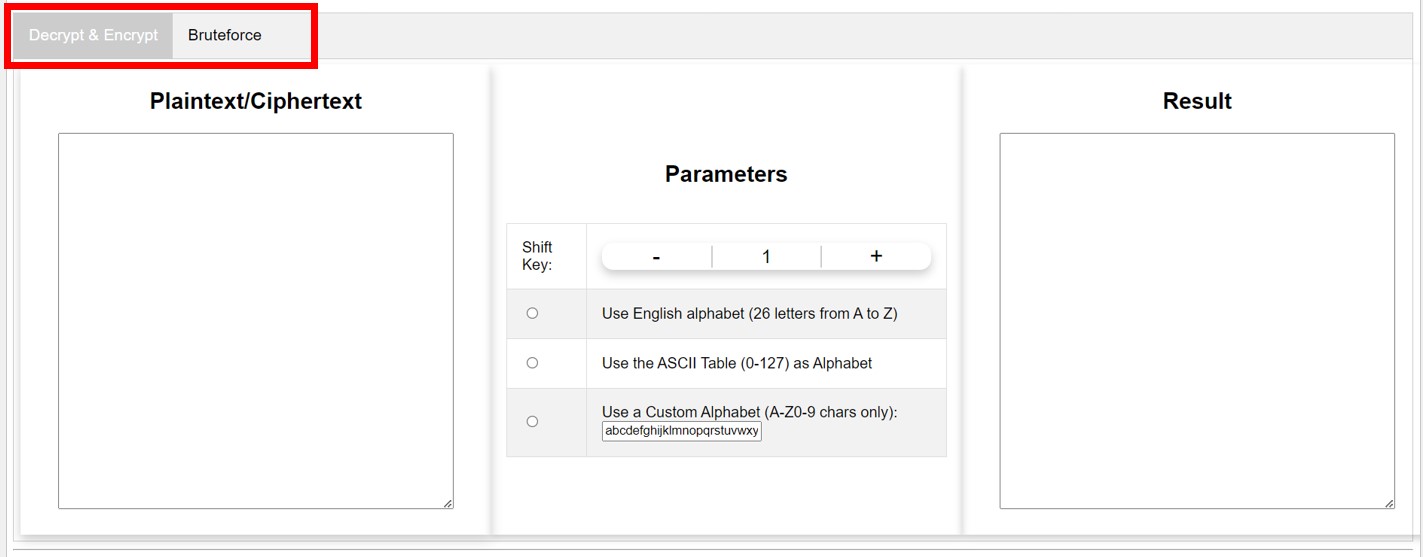 Decrypt & Encrypt Bruteforce
Plaintext/Ciphertext
Parameters
Shift
Key:
- 1 +
Use English alphabet (26 letters from A to Z)
Use the ASCII Table (0-127) as Alphabet
Use a Custom Alphabet (A-Z0-9 chars only):
abcdefghijklmnopqrstuvwxy
Result